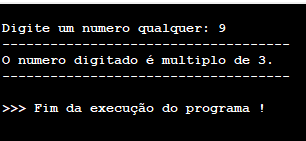 Digite um numero qualquer: 9
------------------------------------
O numero digitado é multiplo de 3.
------------------------------------
>>> Fim da execução do programa !